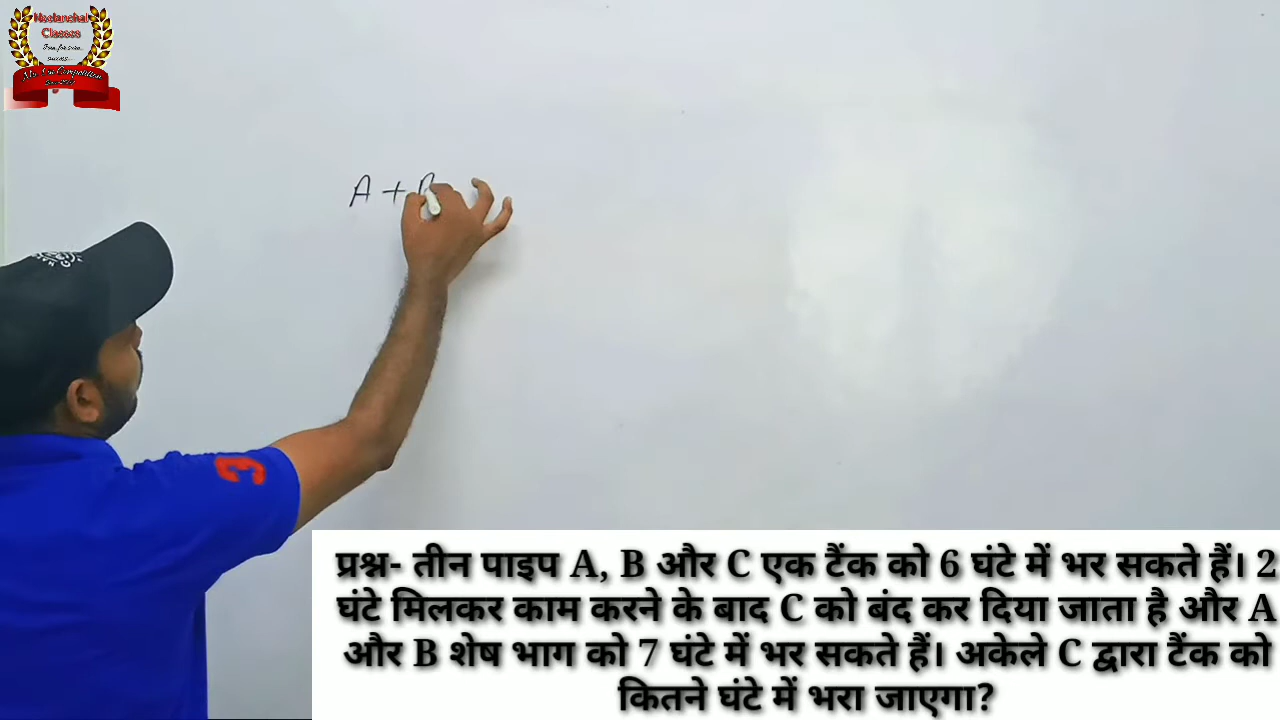 Neelanchal
Classes
A + B
प्रश्न- तीन पाइप A, B और C एक टैंक को 6 घंटे में भर सकते हैं। 2
घंटे मिलकर काम करने के बाद C को बंद कर दिया जाता है और A
और B शेष भाग को 7 घंटे में भर सकते हैं। अकेले C द्वारा टैंक को
कितने घंटे में भरा जाएगा?